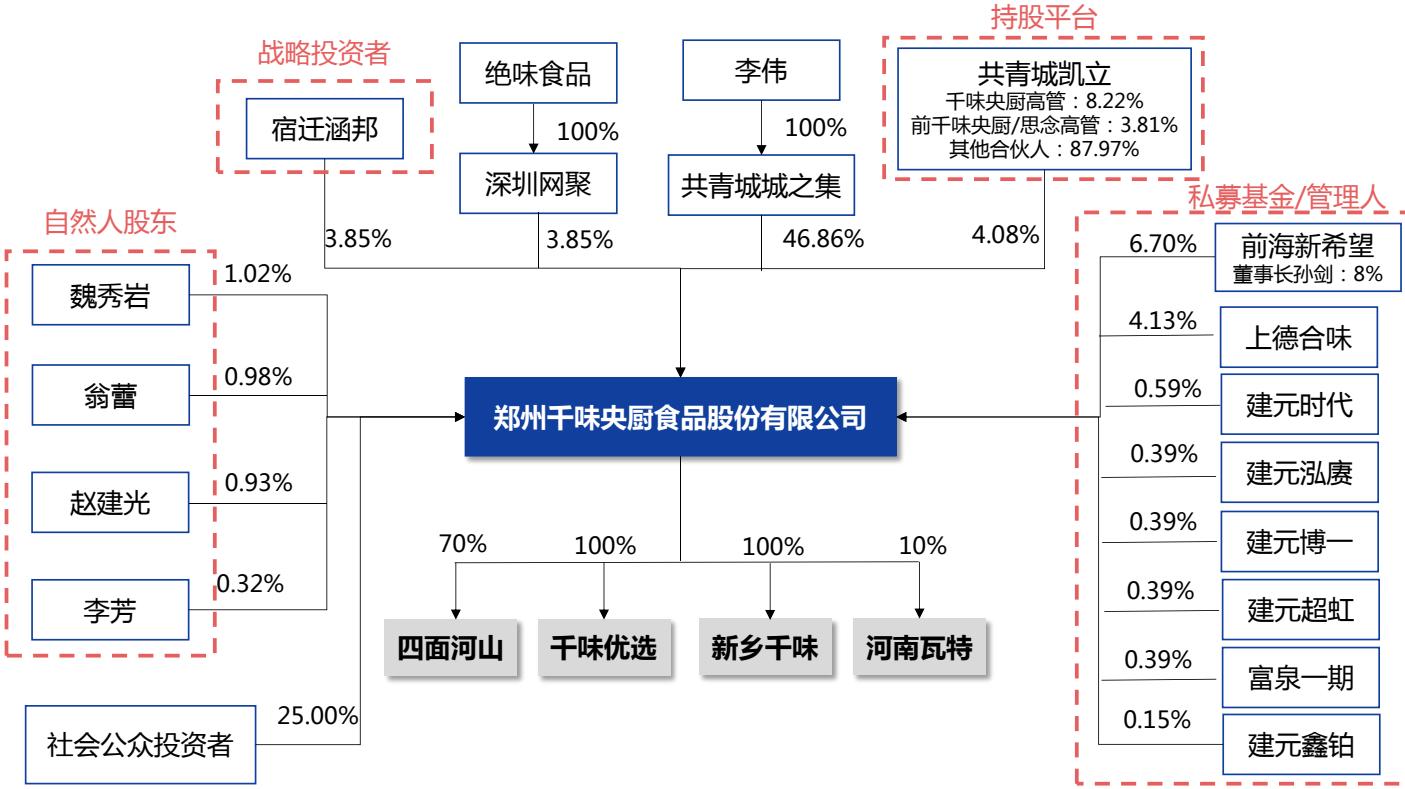 持股平台
战略投资者
绝味食品
李伟
共青城凯立
千味央厨高管：8.22%
前千味央厨/思念高管：3.81%
其他合伙人：87.97%
宿迁涵邦
100%
100%
深圳网聚
共青城城之集
私募基金/管理人
自然人股东
3.85%
3.85%
46.86%
4.08%
6.70%
前海新希望
董事长孙剑：8%
魏秀岩
1.02%
4.13%
上德合味
翁蕾
0.98%
0.59%
建元时代
郑州千味央厨食品股份有限公司
0.39%
建元泓赓
赵建光
0.93%
0.39%
建元博一
70%
100%
100%
10%
李芳
0.32%
0.39%
建元超虹
四面河山
千味优选
新乡千味
河南瓦特
0.39%
富泉一期
社会公众投资者
25.00%
0.15%
建元鑫铂